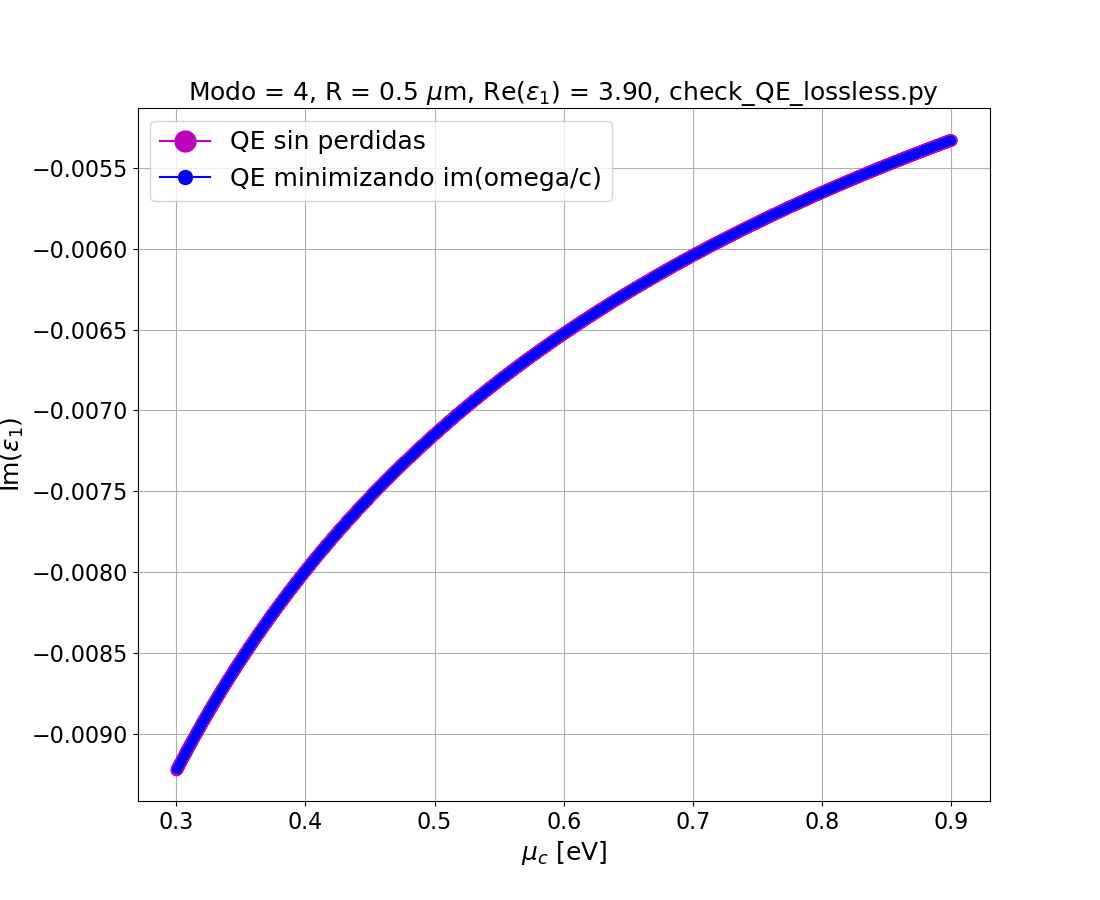 Modo = 4, R = 0.5 μm, Re(ε₁) = 3.90, check_QE_lossless.py
QE sin perdidas
QE minimizando im(omega/c)
−0.0055
−0.0060
−0.0065
−0.0070
−0.0075
−0.0080
−0.0085
−0.0090
Im(ε₁)
0.3 0.4 0.5 0.6 0.7 0.8 0.9
μ_c [eV]